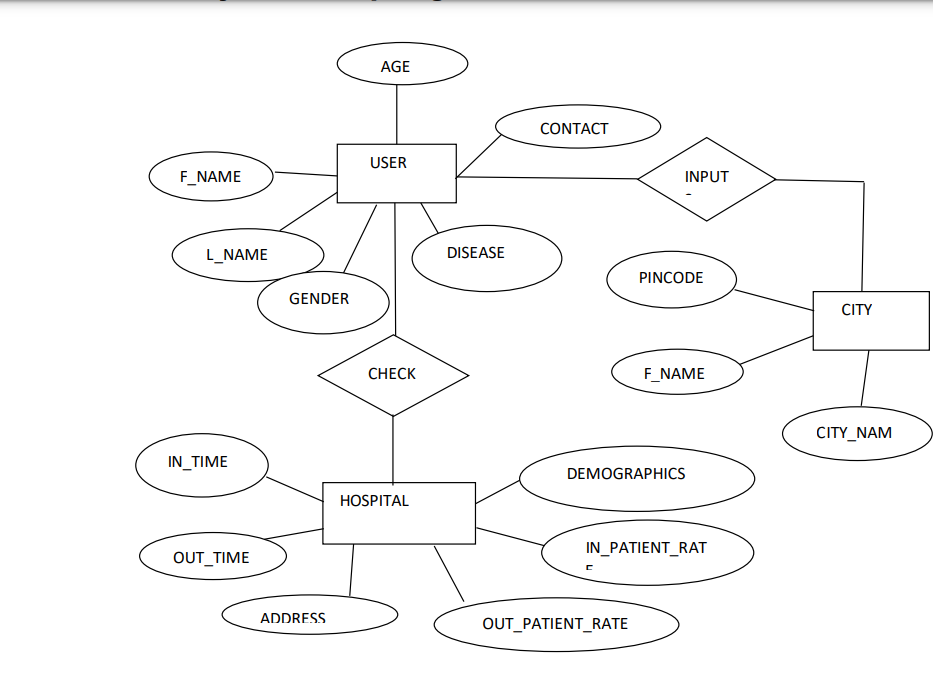 AGE
CONTACT
USER
F_NAME
INPUT
L_NAME
DISEASE
PINCODE
GENDER
CITY
CHECK
F_NAME
CITY_NAM
IN_TIME
DEMOGRAPHICS
HOSPITAL
IN_PATIENT_RAT
OUT_TIME
ADDRESS
OUT_PATIENT_RATE